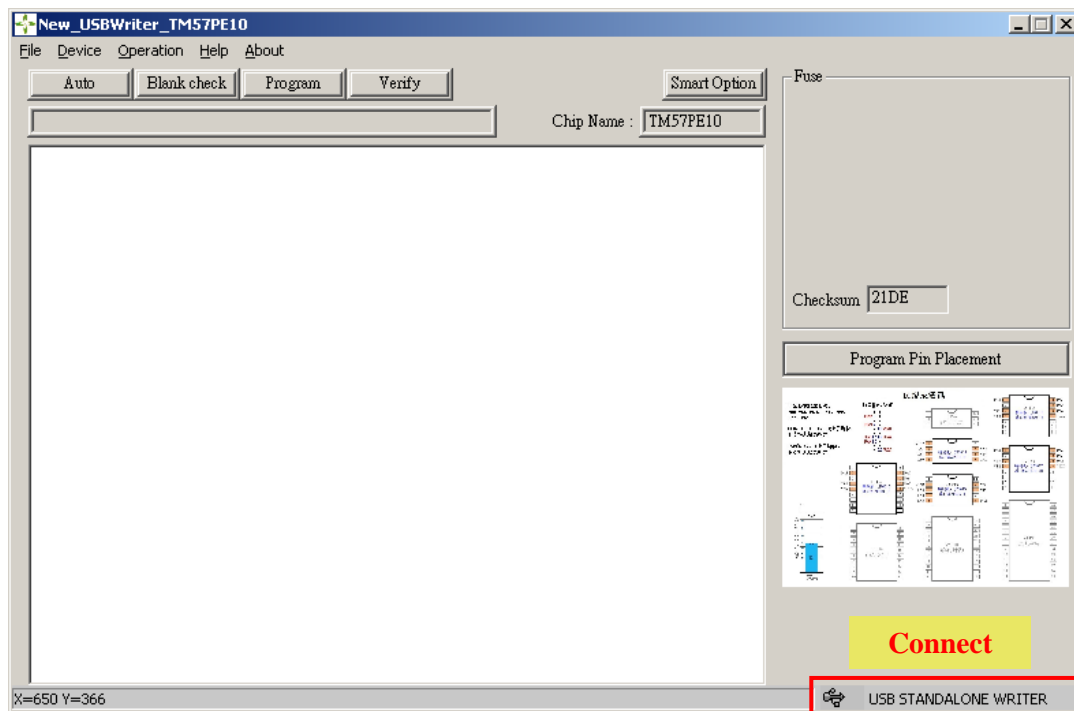 New_USBWriter_TM57PE10
File Device Operation Help About
Auto Blank check Program Verify Smart Option
Chip Name : TM57PE10
Fuse
Checksum 21DE
Program Pin Placement
Connect
X=650 Y=366
USB STANDALONE WRITER